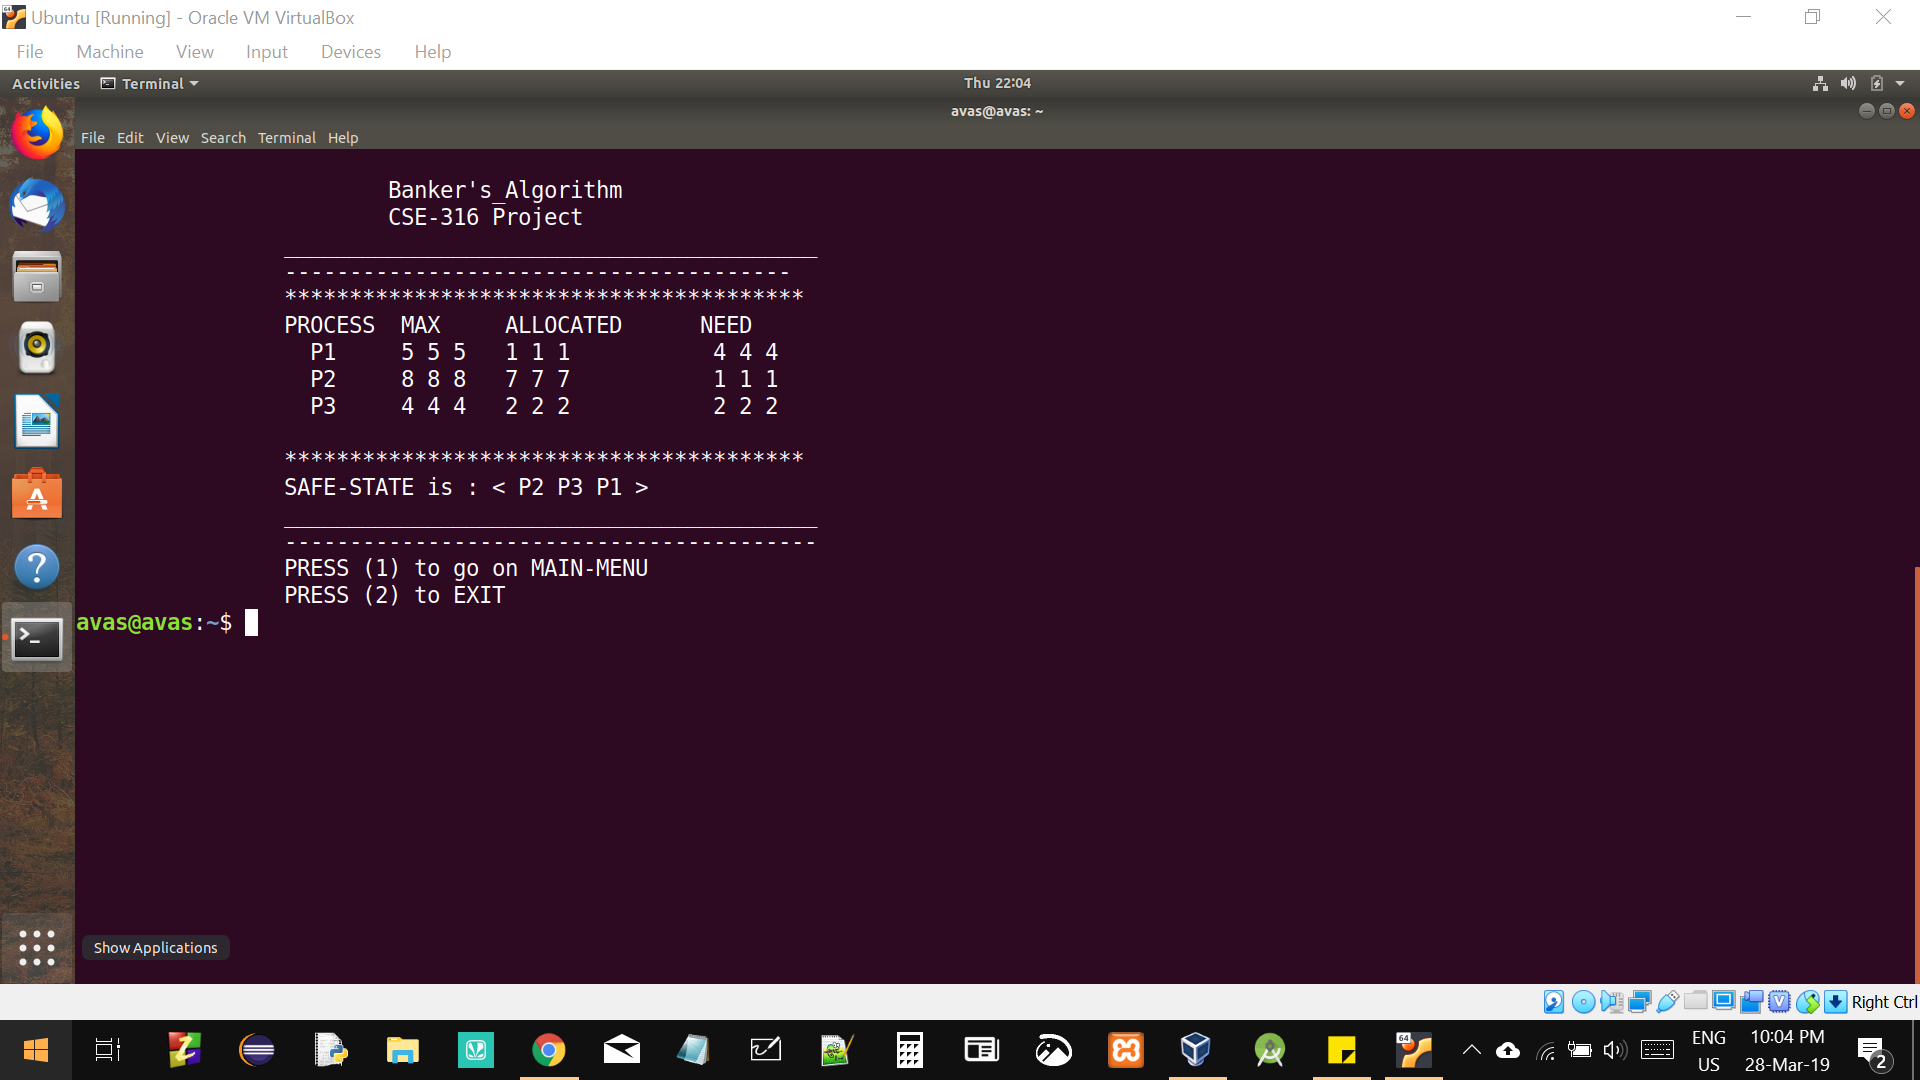 Ubuntu [Running] - Oracle VM VirtualBox
File Machine View Input Devices Help
Activities Terminal Thu 22:04
avas@avas: ~
File Edit View Search Terminal Help
Banker's_Algorithm
CSE-316 Project
_________________________________________
---------------------------------------
****************************************
PROCESS MAX ALLOCATED NEED
P1 5 5 5 1 1 1 4 4 4
P2 8 8 8 7 7 7 1 1 1
P3 4 4 4 2 2 2 2 2 2
****************************************
SAFE-STATE is : < P2 P3 P1 >
_________________________________________
-----------------------------------------
PRESS (1) to go on MAIN-MENU
PRESS (2) to EXIT
avas@avas:~$
Show Applications
Right Ctrl
ENG 10:04 PM
US 28-Mar-19 2